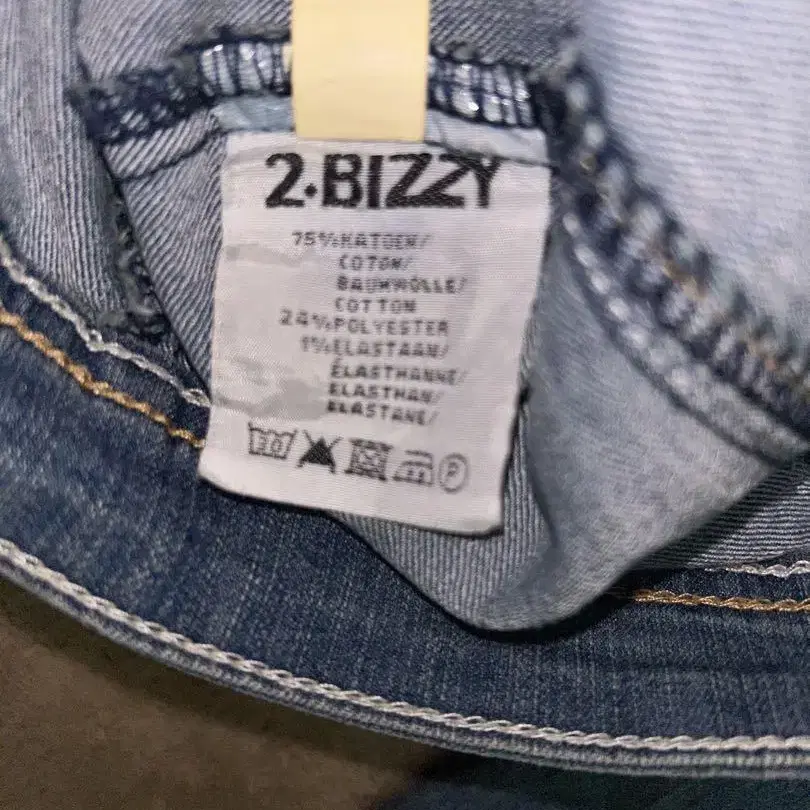 2·BIZZY
75% KATOEN/
COTON/
BAUMWOLLE/
COTTON
24% POLYESTER
1% ELASTAAN/
ÉLASTHANNE/
ELASTHAN/
ELASTANE/
P